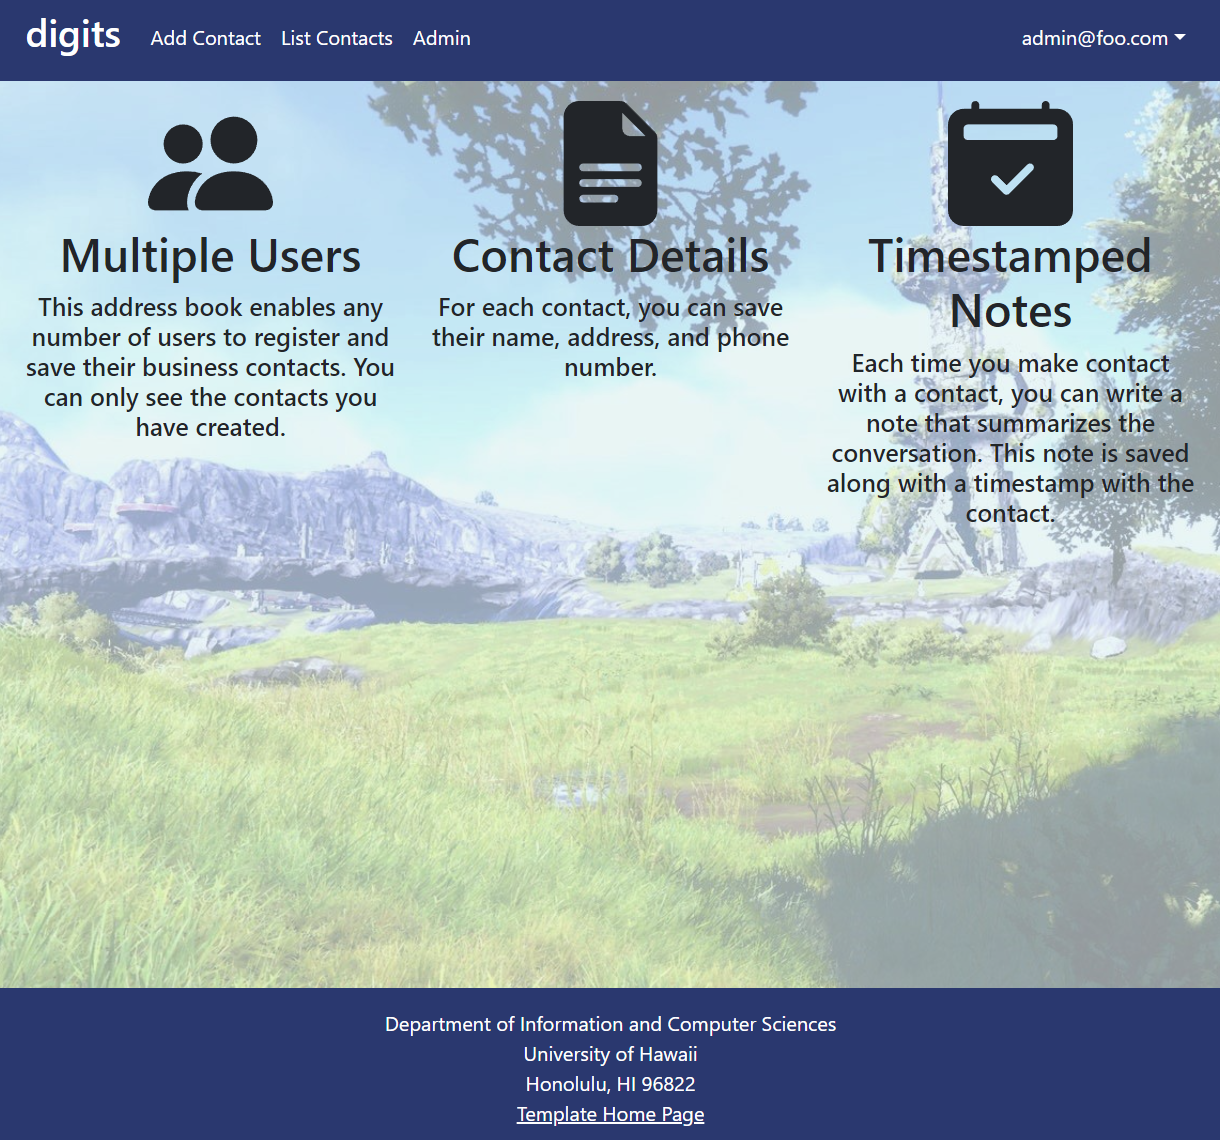 digits
Add Contact
List Contacts
Admin
admin@foo.com
Multiple Users
This address book enables any
number of users to register and
save their business contacts. You
can only see the contacts you
have created.
Contact Details
For each contact, you can save
their name, address, and phone
number.
Timestamped
Notes
Each time you make contact
with a contact, you can write a
note that summarizes the
conversation. This note is saved
along with a timestamp with the
contact.
Department of Information and Computer Sciences
University of Hawaii
Honolulu, HI 96822
Template Home Page